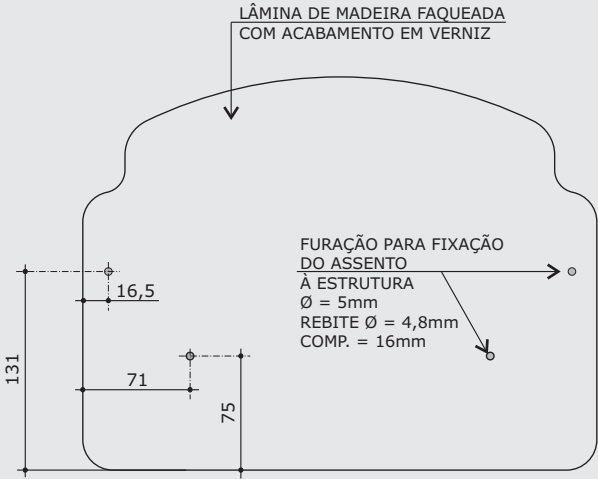 LÂMINA DE MADEIRA FAQUEADA
COM ACABAMENTO EM VERNIZ
FURAÇÃO PARA FIXAÇÃO
DO ASSENTO
À ESTRUTURA
Ø = 5mm
REBITE Ø = 4,8mm
COMP. = 16mm
16,5
131
71
75